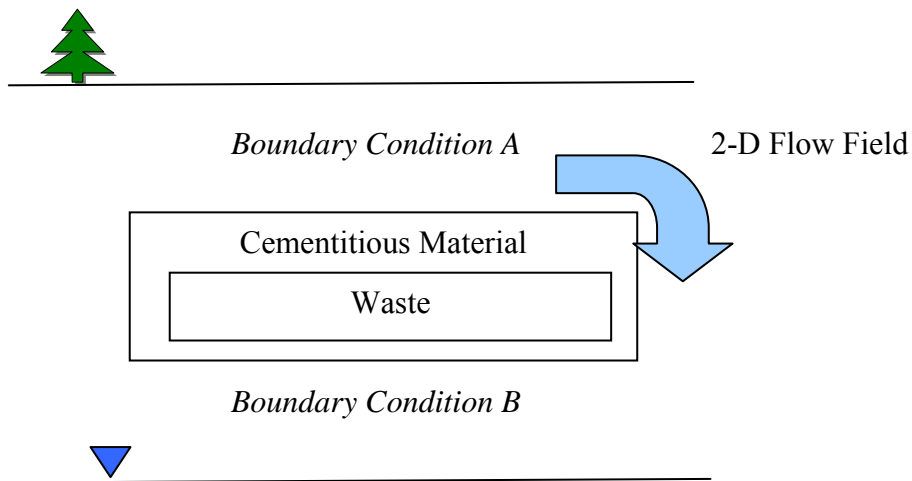 Boundary Condition A
2-D Flow Field
Cementitious Material
Waste
Boundary Condition B